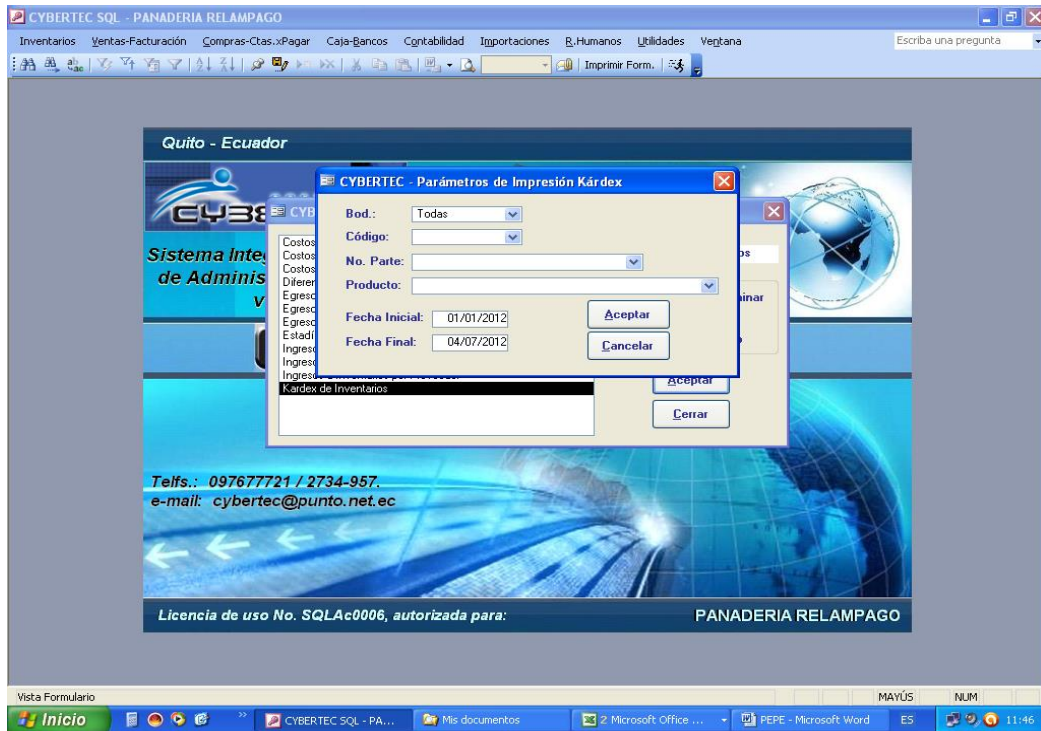 CYBERTEC SQL - PANADERIA RELAMPAGO
Inventarios Ventas-Facturación Compras-Ctas.xPagar Caja-Bancos Contabilidad Importaciones R.Humanos Utilidades Ventana Escriba una pregunta
Imprimir Form.
Quito - Ecuador
CYBERTEC - Parámetros de Impresión Kárdex
Bod.: Todas
Código:
No. Parte:
Producto:
Fecha Inicial: 01/01/2012
Fecha Final: 04/07/2012
Aceptar
Cancelar
CYB
Costos
Costos
Costos
Diferen
Egreso
Egreso
Egreso
Estadí
Ingreso
Ingreso
Kardex de Inventarios
os
inar
Aceptar
Cerrar
Sistema Inte
de Adminis
Telfs.: 097677721 / 2734-957.
e-mail: cybertec@punto.net.ec
Licencia de uso No. SQLAc0006, autorizada para: PANADERIA RELAMPAGO
Vista Formulario MAYÚS NUM
Inicio CYBERTEC SQL - PA... Mis documentos 2 Microsoft Office ... PEPE - Microsoft Word ES 11:46